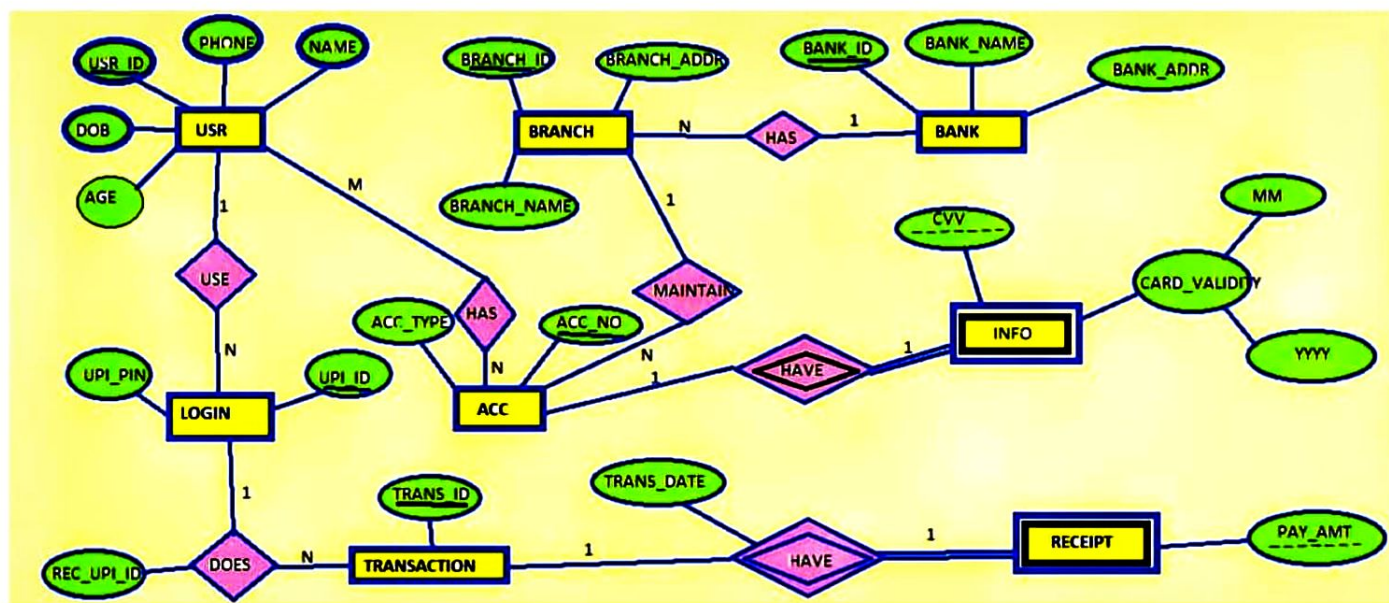 PHONE
NAME
USR_ID
DOB
USR
AGE
1
USE
N
UPI_PIN
UPI_ID
LOGIN
1
REC_UPI_ID
DOES
N
M
HAS
N
BRANCH_ID
BRANCH_ADDR
BRANCH
BRANCH_NAME
N
HAS
1
BANK_ID
BANK_NAME
BANK_ADDR
BANK
1
MAINTAIN
N
ACC_TYPE
ACC_NO
ACC
1
HAVE
1
CVV
INFO
CARD_VALIDITY
MM
YYYY
TRANS_ID
TRANSACTION
1
TRANS_DATE
HAVE
1
RECEIPT
PAY_AMT